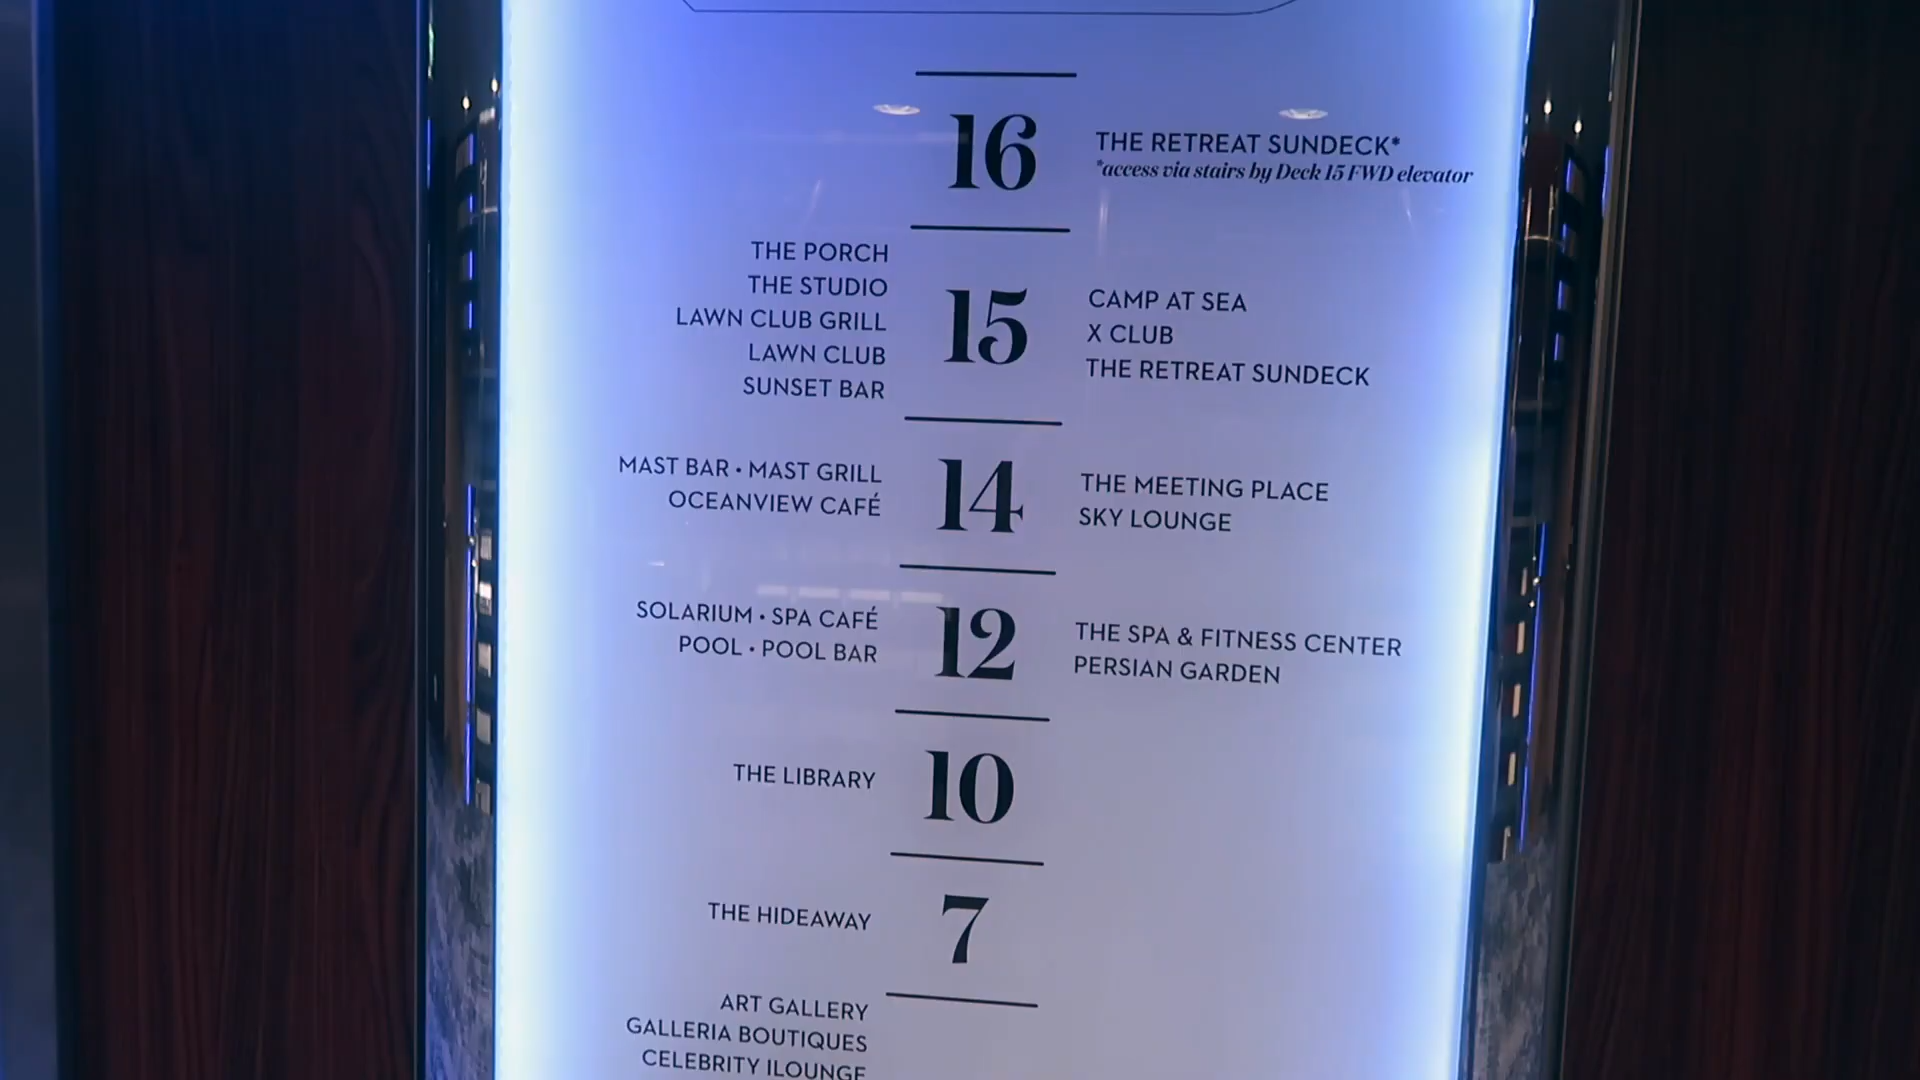 16
THE RETREAT SUNDECK*
*access via stairs by Deck 15 FWD elevator
THE PORCH
THE STUDIO
LAWN CLUB GRILL
LAWN CLUB
SUNSET BAR
15
CAMP AT SEA
X CLUB
THE RETREAT SUNDECK
MAST BAR • MAST GRILL
OCEANVIEW CAFÉ
14
THE MEETING PLACE
SKY LOUNGE
SOLARIUM • SPA CAFÉ
POOL • POOL BAR
12
THE SPA & FITNESS CENTER
PERSIAN GARDEN
THE LIBRARY
10
THE HIDEAWAY
7
ART GALLERY
GALLERIA BOUTIQUES
CELEBRITY ILOUNGE